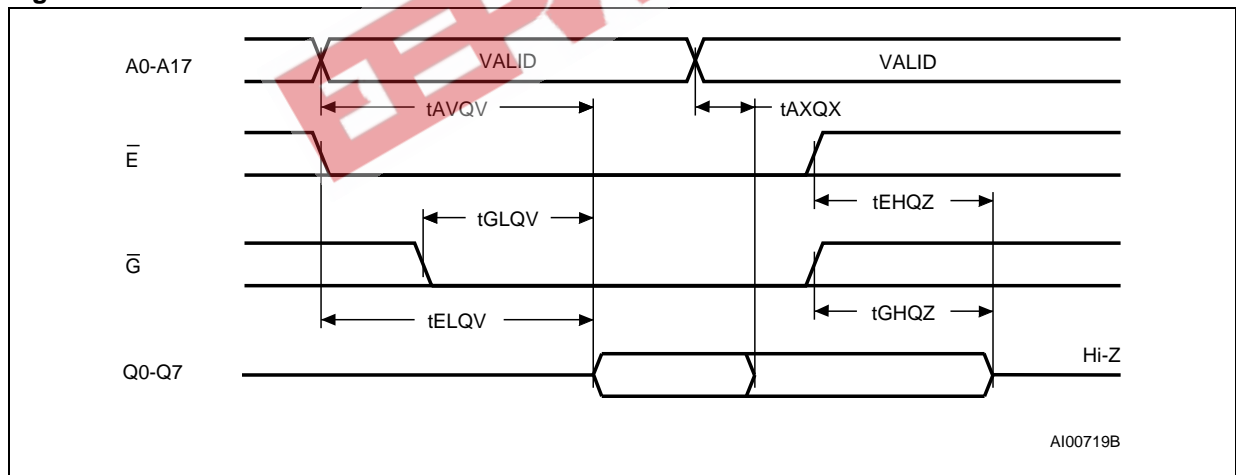 A0-A17
VALID
VALID
tAVQV
tAXQX
E̅
tEHQZ
tGLQV
G̅
tELQV
tGHQZ
Q0-Q7
Hi-Z
AI00719B